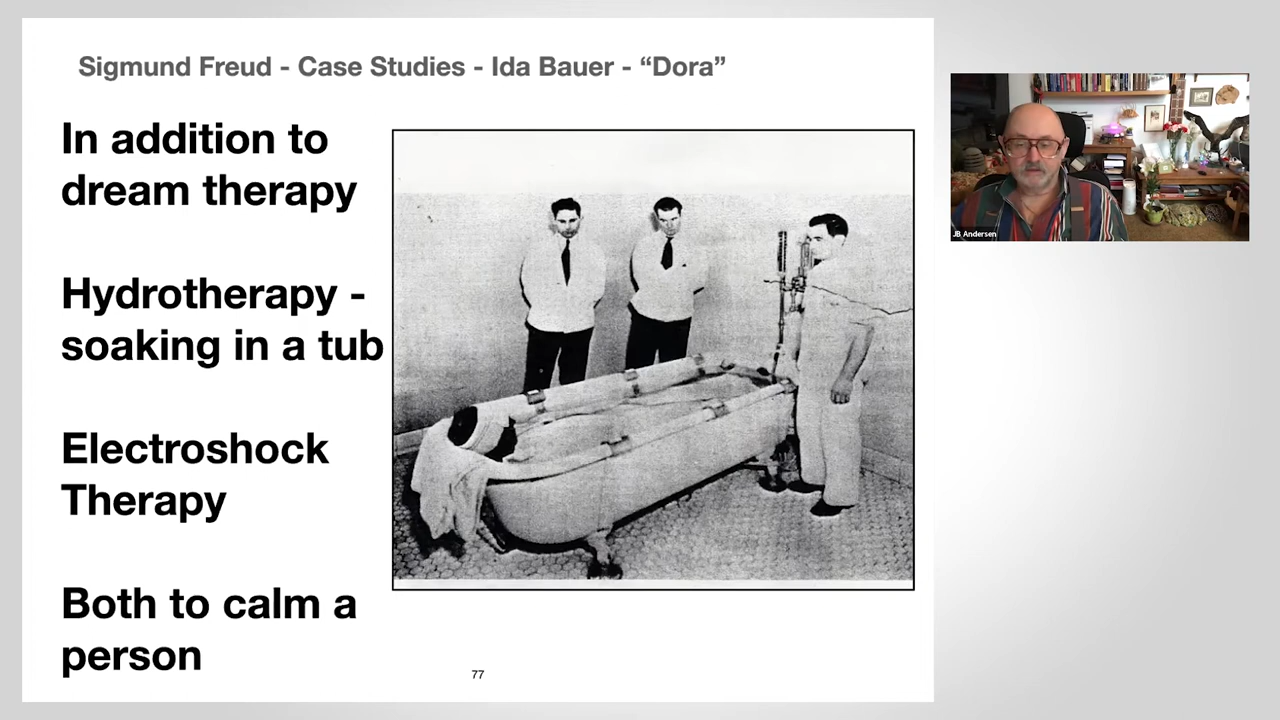 Sigmund Freud - Case Studies - Ida Bauer - “Dora”
In addition to
dream therapy
Hydrotherapy -
soaking in a tub
Electroshock
Therapy
Both to calm a
person
77
JB Andersen